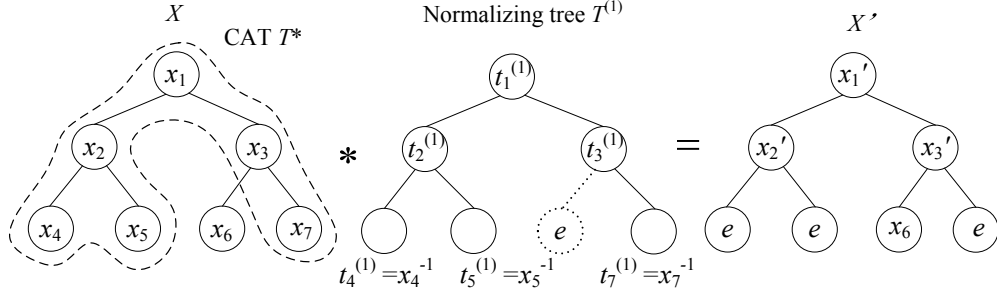 X
Normalizing tree T⁽¹⁾
X′
CAT T*
x₁
t₁⁽¹⁾
x₁′
x₂
x₃
*
t₂⁽¹⁾
t₃⁽¹⁾
=
x₂′
x₃′
x₄
x₅
x₆
x₇
e
e
e
x₆
e
t₄⁽¹⁾ =x₄⁻¹
t₅⁽¹⁾ =x₅⁻¹
t₇⁽¹⁾ =x₇⁻¹